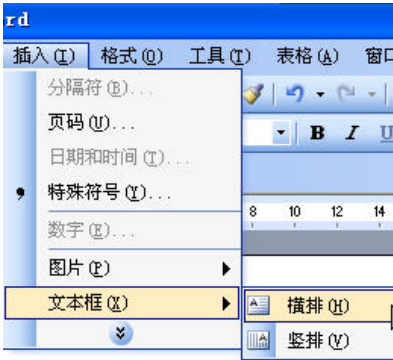 rd
插入(I) 格式(O) 工具(T) 表格(A) 窗口
分隔符(B)...
页码(U)...
B I U
日期和时间(T)...
特殊符号(Y)...
8 10 12 14
数字(E)...
图片(P)
文本框(X)
横排(H)
竖排(V)